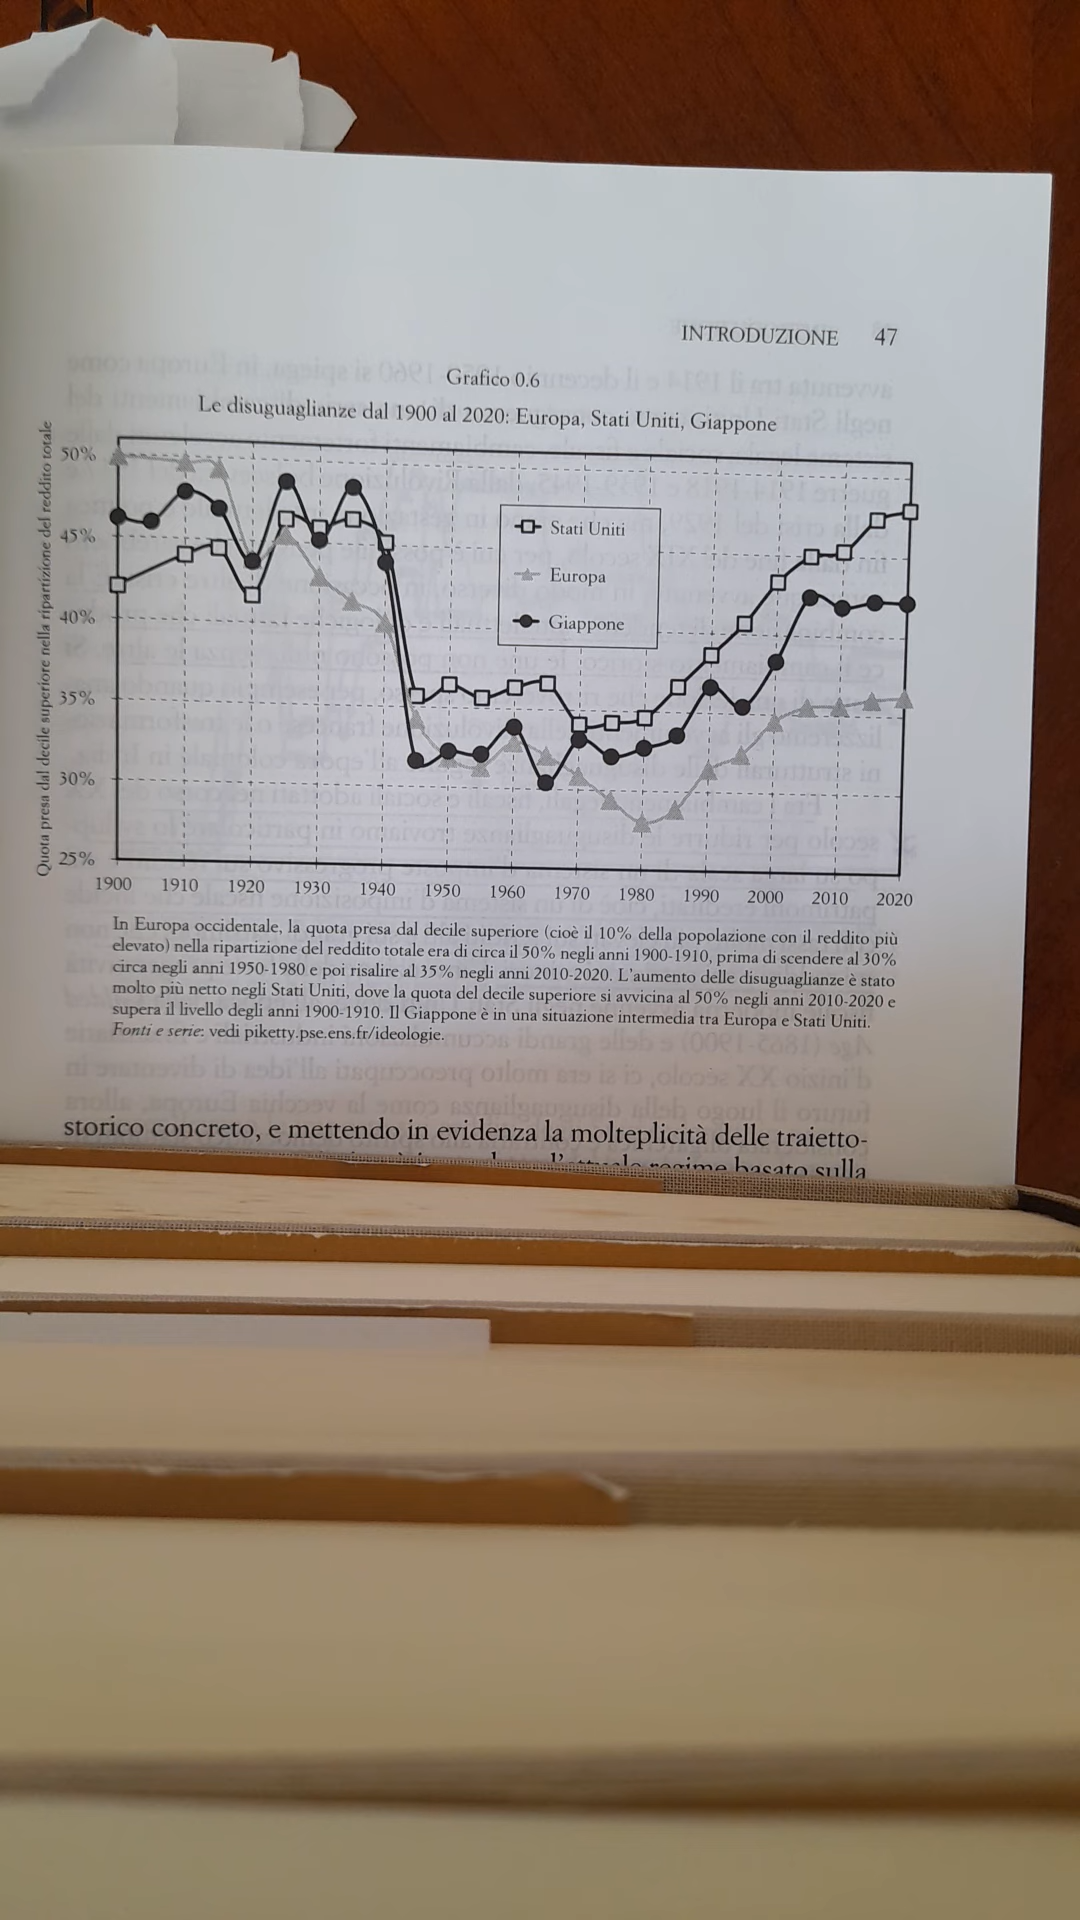 INTRODUZIONE 47
Grafico 0.6
Le disuguaglianze dal 1900 al 2020: Europa, Stati Uniti, Giappone
Quota presa dal decile superiore nella ripartizione del reddito totale
50%
45%
40%
35%
30%
25%
Stati Uniti
Europa
Giappone
1900 1910 1920 1930 1940 1950 1960 1970 1980 1990 2000 2010 2020
In Europa occidentale, la quota presa dal decile superiore (cioè il 10% della popolazione con il reddito più
elevato) nella ripartizione del reddito totale era di circa il 50% negli anni 1900-1910, prima di scendere al 30%
circa negli anni 1950-1980 e poi risalire al 35% negli anni 2010-2020. L'aumento delle disuguaglianze è stato
molto più netto negli Stati Uniti, dove la quota del decile superiore si avvicina al 50% negli anni 2010-2020 e
supera il livello degli anni 1900-1910. Il Giappone è in una situazione intermedia tra Europa e Stati Uniti.
Fonti e serie: vedi piketty.pse.ens.fr/ideologie.
storico concreto, e mettendo in evidenza la molteplicità delle traietto-
regime basato sulla